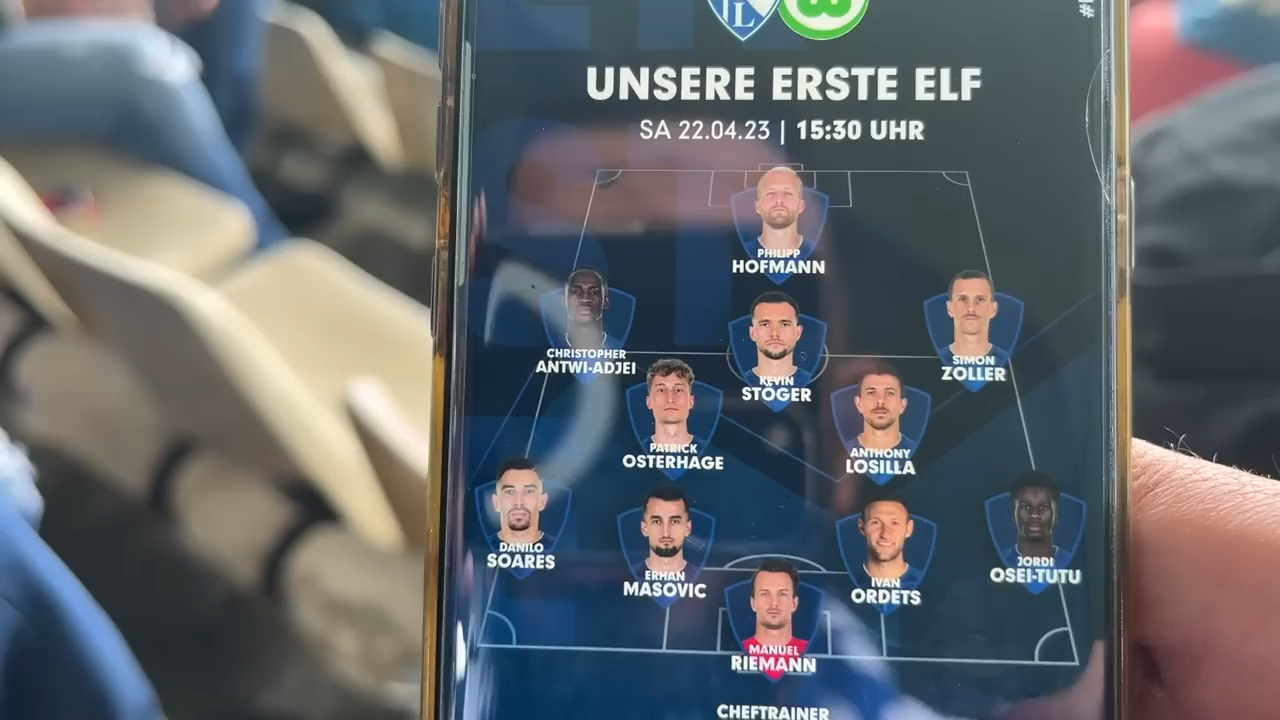 UNSERE ERSTE ELF
SA 22.04.23 | 15:30 UHR
PHILIPP
HOFMANN
CHRISTOPHER
ANTWI-ADJEI
KEVIN
STÖGER
SIMON
ZOLLER
PATRICK
OSTERHAGE
ANTHONY
LOSILLA
DANILO
SOARES
ERHAN
MASOVIC
IVAN
ORDETS
JORDI
OSEI-TUTU
MANUEL
RIEMANN
CHEFTRAINER